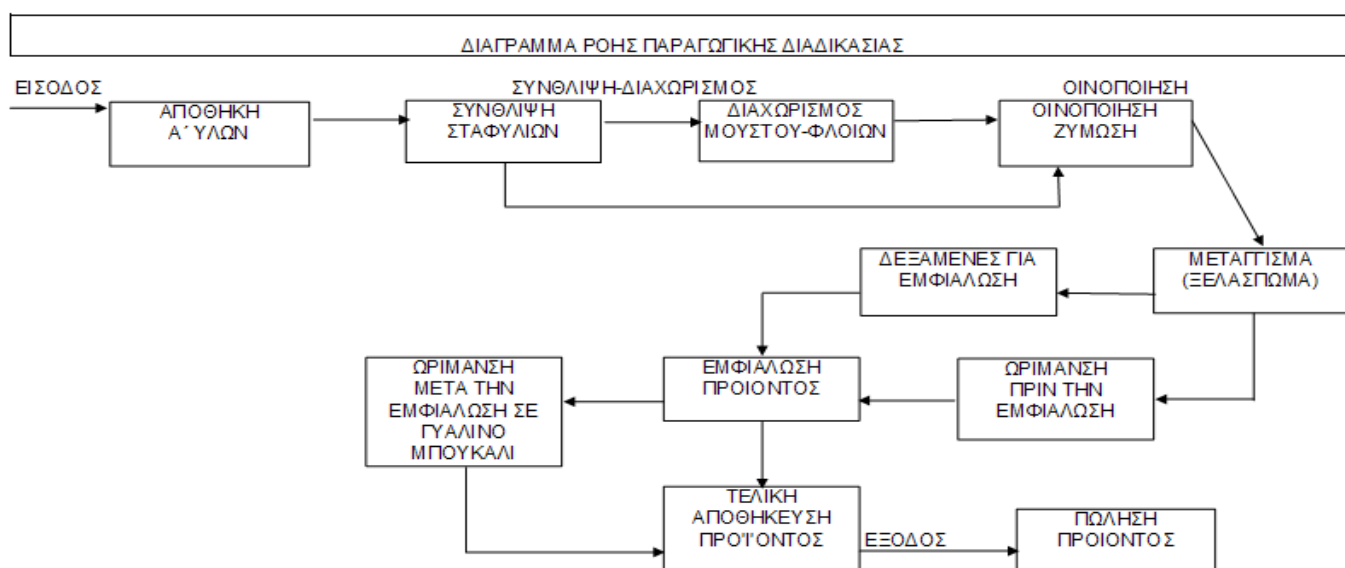 ΔΙΑΓΡΑΜΜΑ ΡΟΗΣ ΠΑΡΑΓΩΓΙΚΗΣ ΔΙΑΔΙΚΑΣΙΑΣ
ΕΙΣΟΔΟΣ
ΣΥΝΘΛΙΨΗ-ΔΙΑΧΩΡΙΣΜΟΣ
ΟΙΝΟΠΟΙΗΣΗ
ΑΠΟΘΗΚΗ
Α΄ ΥΛΩΝ
ΣΥΝΘΛΙΨΗ
ΣΤΑΦΥΛΙΩΝ
ΔΙΑΧΩΡΙΣΜΟΣ
ΜΟΥΣΤΟΥ-ΦΛΟΙΩΝ
ΟΙΝΟΠΟΙΗΣΗ
ΖΥΜΩΣΗ
ΔΕΞΑΜΕΝΕΣ ΓΙΑ
ΕΜΦΙΑΛΩΣΗ
ΜΕΤΑΓΓΙΣΜΑ
(ΞΕΛΑΣΠΩΜΑ)
ΩΡΙΜΑΝΣΗ
ΜΕΤΑ ΤΗΝ
ΕΜΦΙΑΛΩΣΗ ΣΕ
ΓΥΑΛΙΝΟ
ΜΠΟΥΚΑΛΙ
ΕΜΦΙΑΛΩΣΗ
ΠΡΟΙΟΝΤΟΣ
ΩΡΙΜΑΝΣΗ
ΠΡΙΝ ΤΗΝ
ΕΜΦΙΑΛΩΣΗ
ΤΕΛΙΚΗ
ΑΠΟΘΗΚΕΥΣΗ
ΠΡΟ'Ι'ΟΝΤΟΣ
ΕΞΟΔΟΣ
ΠΩΛΗΣΗ
ΠΡΟΙΟΝΤΟΣ